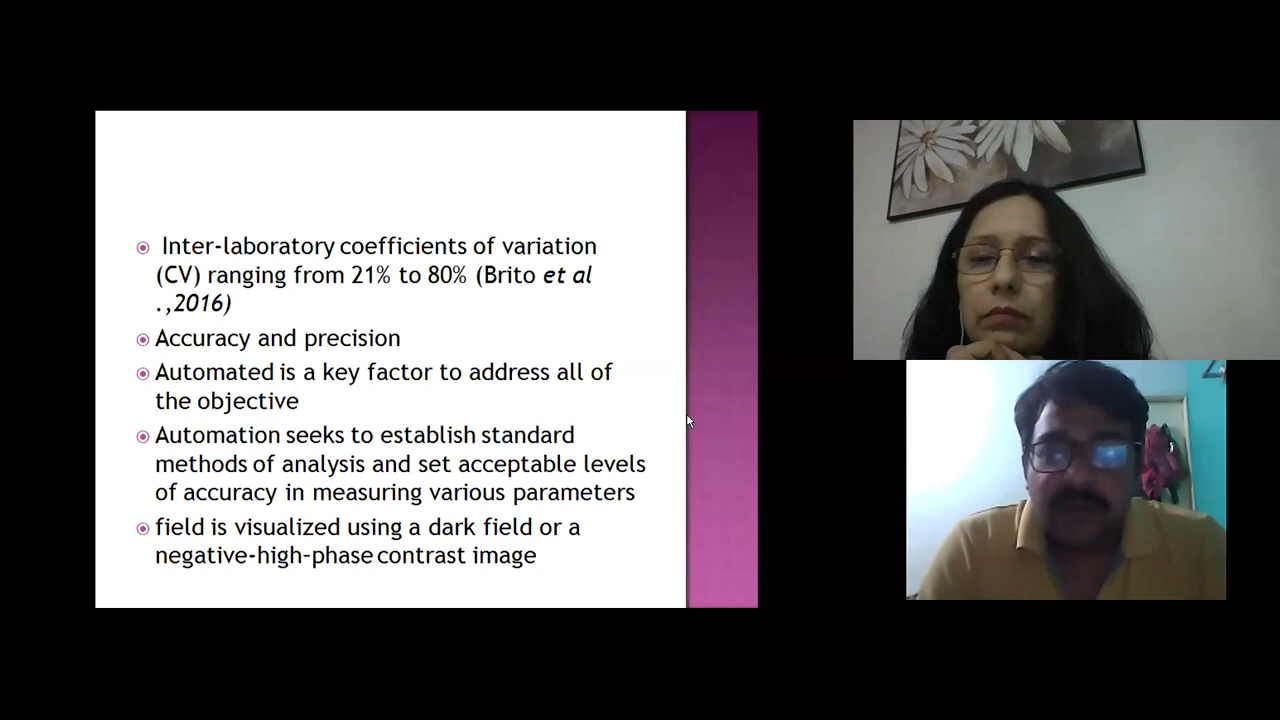 Inter-laboratory coefficients of variation
(CV) ranging from 21% to 80% (Brito et al
.,2016)
Accuracy and precision
Automated is a key factor to address all of
the objective
Automation seeks to establish standard
methods of analysis and set acceptable levels
of accuracy in measuring various parameters
field is visualized using a dark field or a
negative-high-phase contrast image